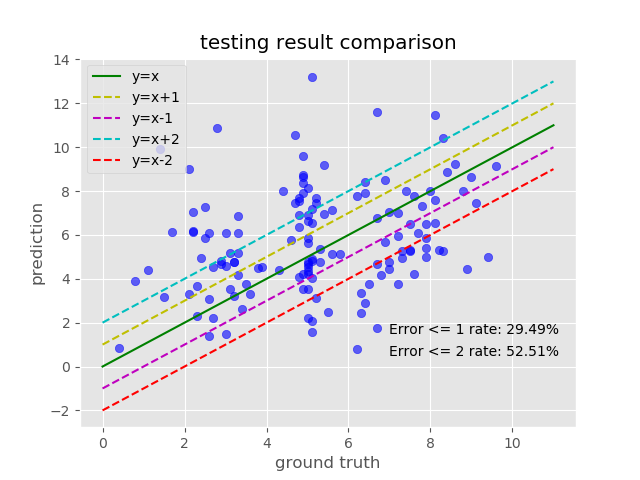 testing result comparison
y=x
y=x+1
y=x-1
y=x+2
y=x-2
14
12
10
8
6
4
2
0
−2
prediction
Error <= 1 rate: 29.49%
Error <= 2 rate: 52.51%
0 2 4 6 8 10
ground truth